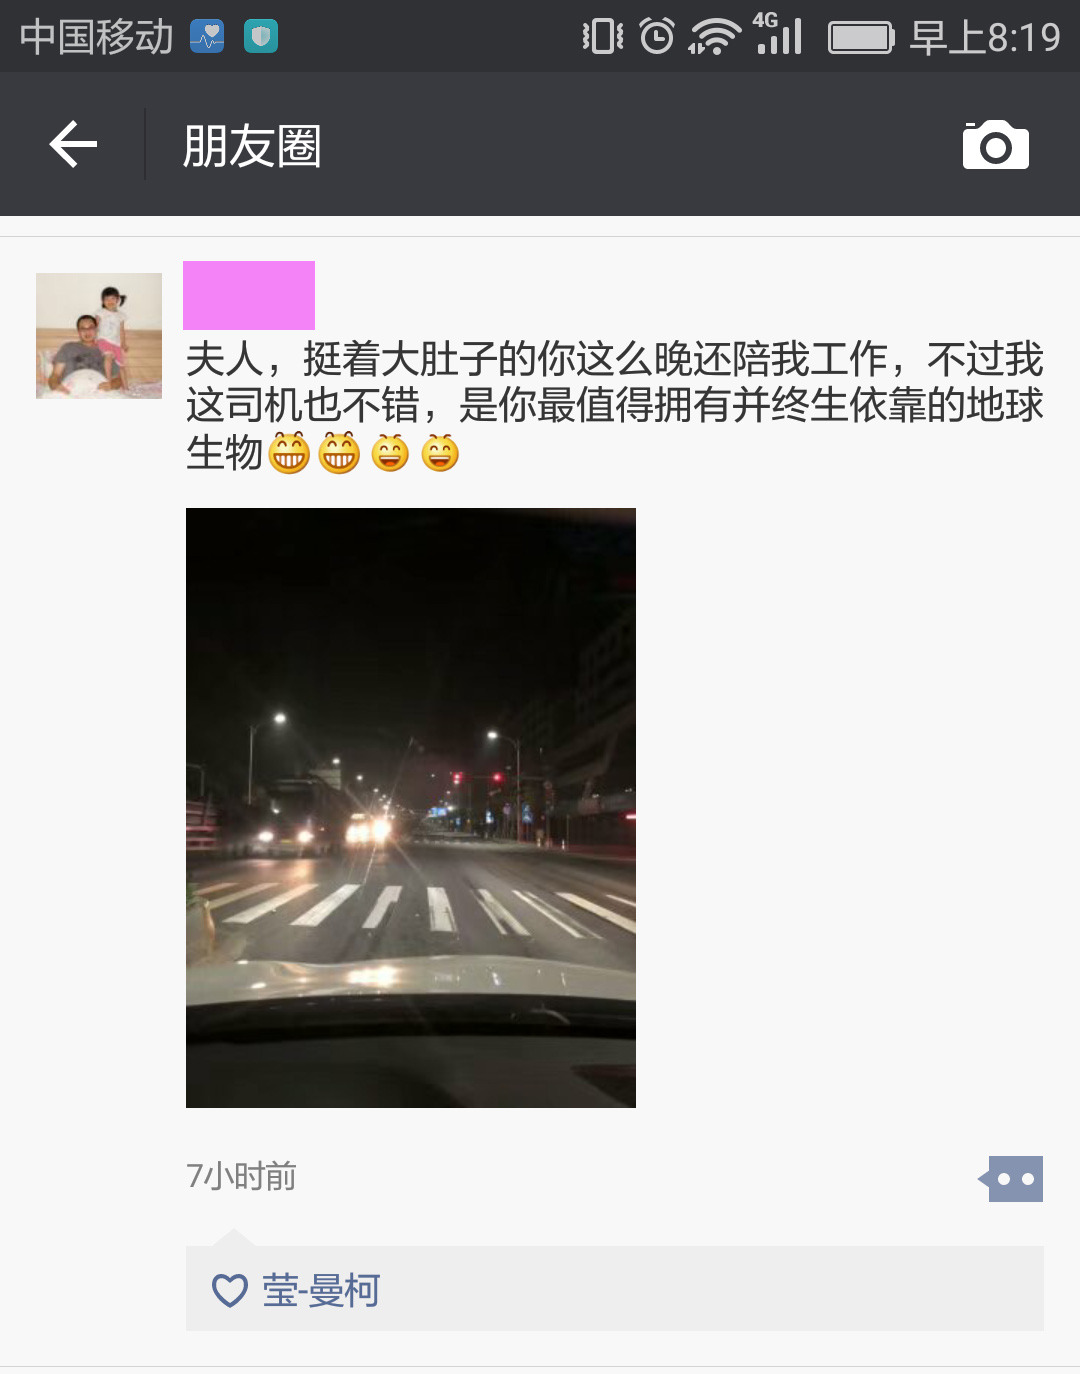 中国移动 4G 早上8:19
朋友圈
夫人，挺着大肚子的你这么晚还陪我工作，不过我
这司机也不错，是你最值得拥有并终生依靠的地球
生物😁😁😄😄
7小时前
莹-曼柯